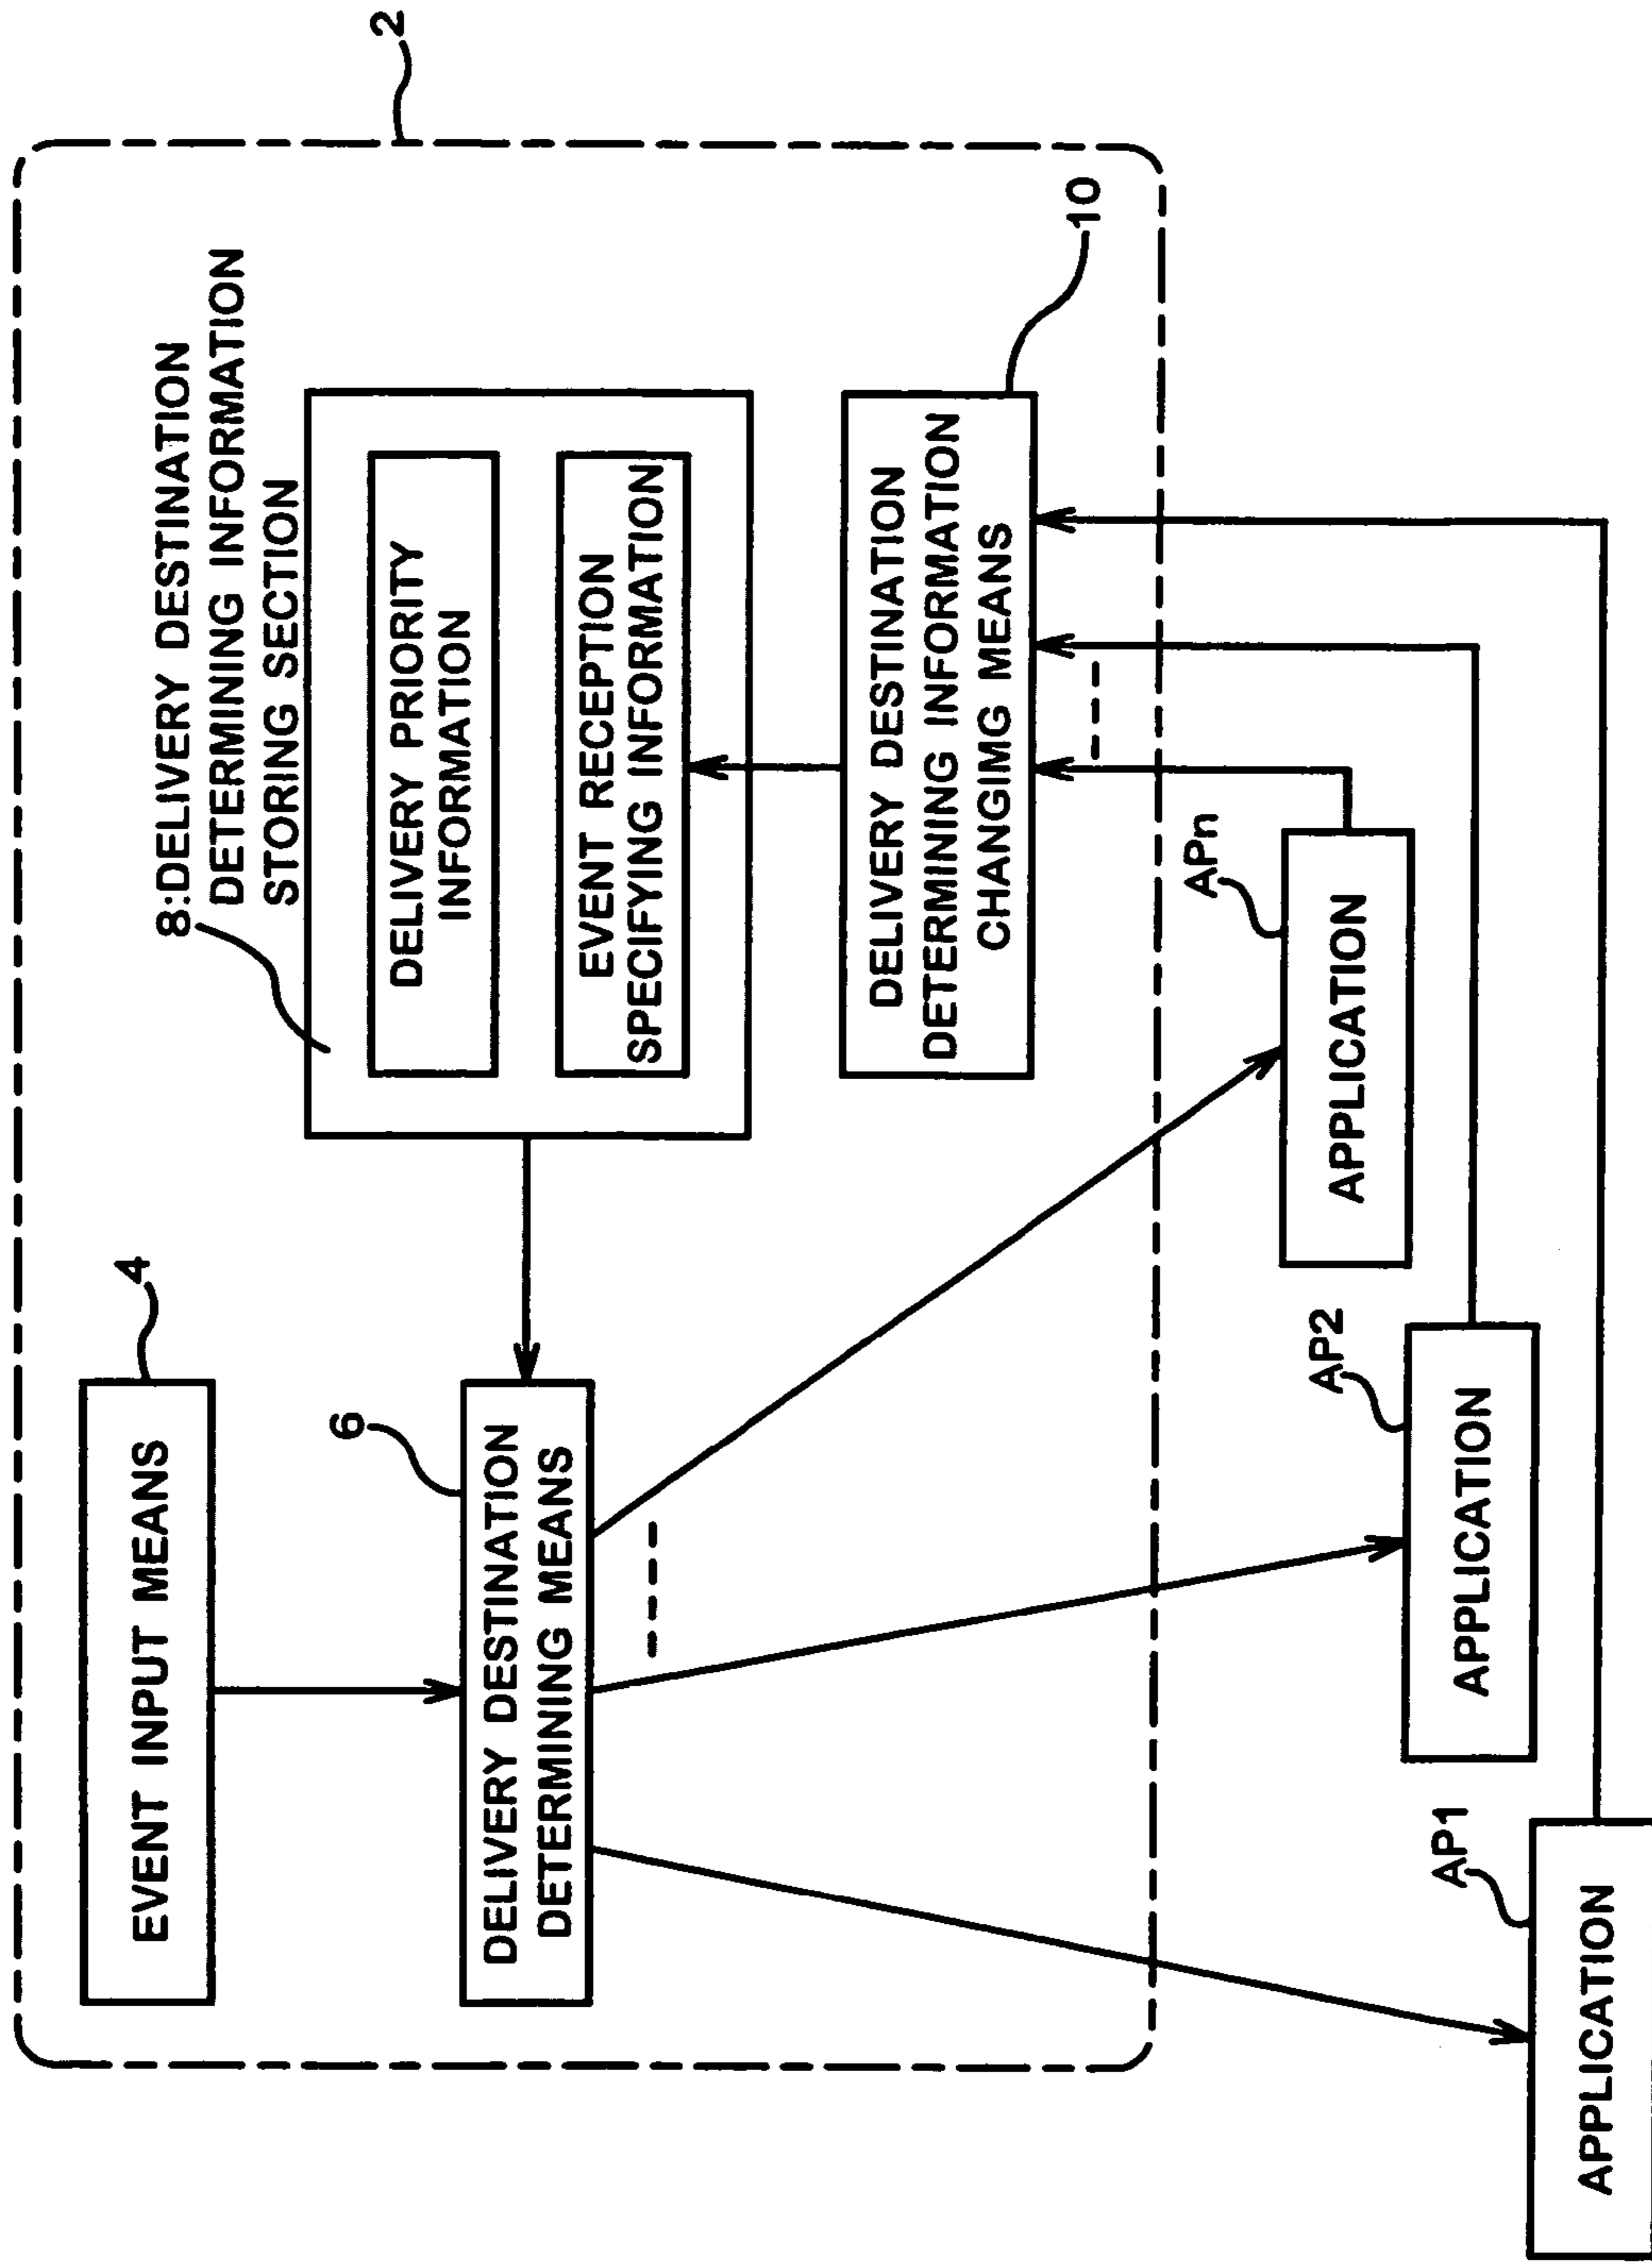 2
4
EVENT INPUT MEANS
8:DELIVERY DESTINATION
DETERMINING INFORMATION
STORING SECTION
DELIVERY PRIORITY
INFORMATION
EVENT RECEPTION
SPECIFYING INFORMATION
6
DELIVERY DESTINATION
DETERMINING MEANS
10
DELIVERY DESTINATION
DETERMINING INFORMATION
CHANGIMG MEANS
APn
APPLICATION
AP2
APPLICATION
AP1
APPLICATION